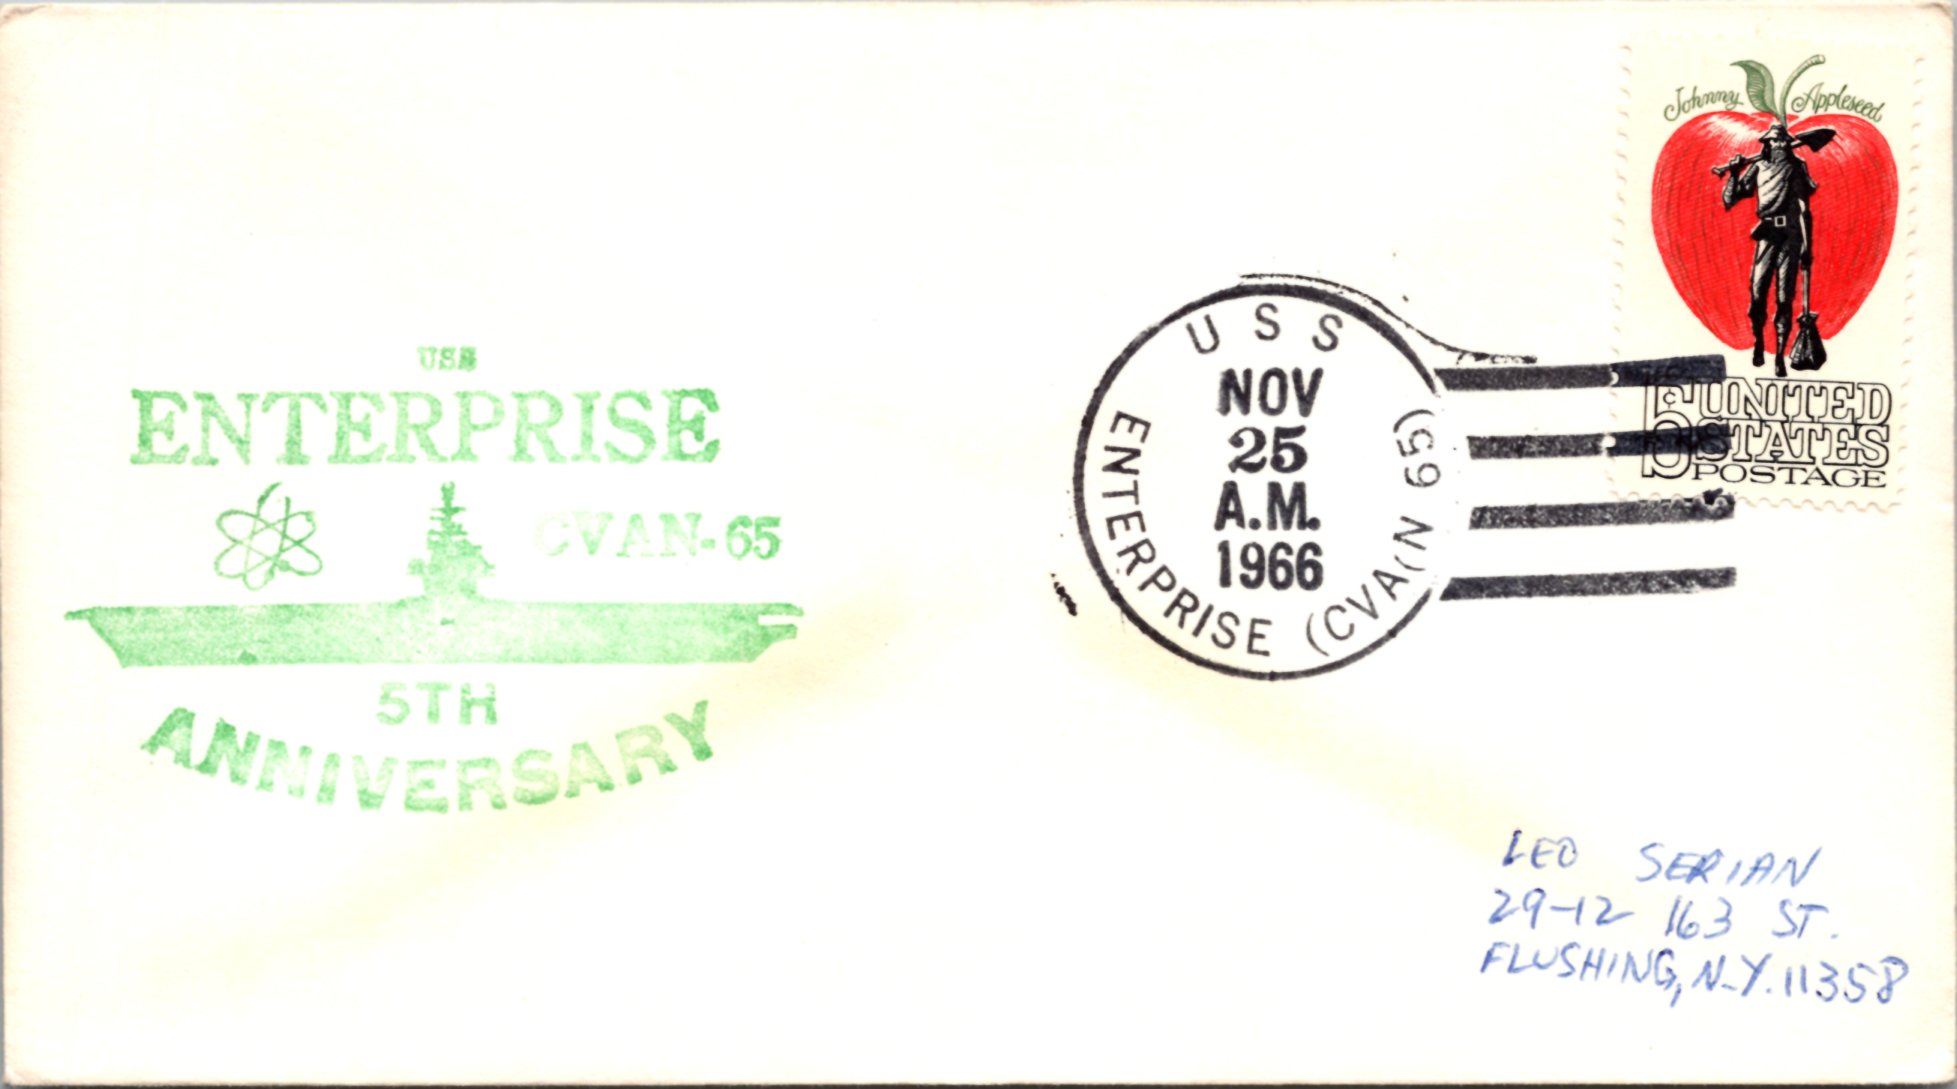 USS
ENTERPRISE
CVAN-65
5TH
ANNIVERSARY
USS
ENTERPRISE (CVA(N 65)
NOV
25
A.M.
1966
Johnny Appleseed
5¢ UNITED
STATES
POSTAGE
LEO SERIAN
29-12 163 ST.
FLUSHING, N.Y. 11358